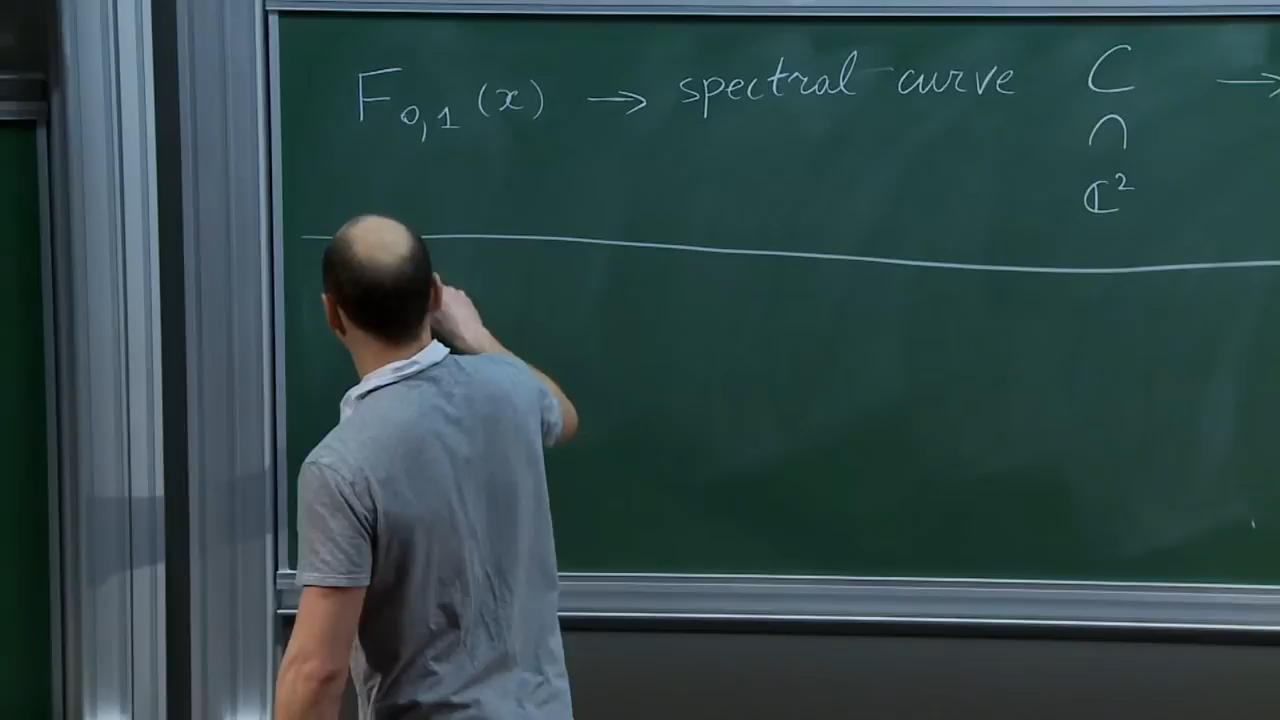 F₀,₁(x) → spectral curve C →
∩
ℂ²